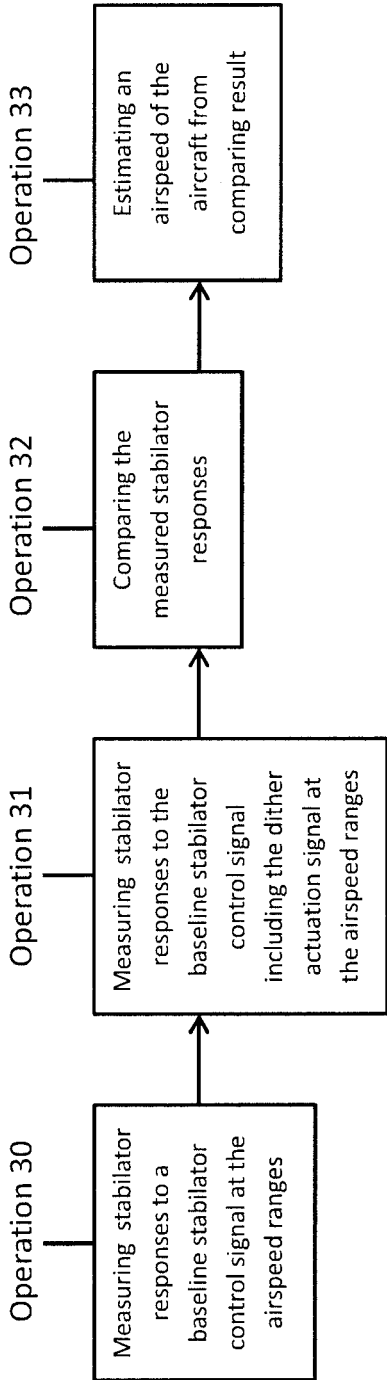 Operation 30
Measuring stabilator
responses to a
baseline stabilator
control signal at the
airspeed ranges
Operation 31
Measuring stabilator
responses to the
baseline stabilator
control signal
including the dither
actuation signal at
the airspeed ranges
Operation 32
Comparing the
measured stabilator
responses
Operation 33
Estimating an
airspeed of the
aircraft from
comparing result